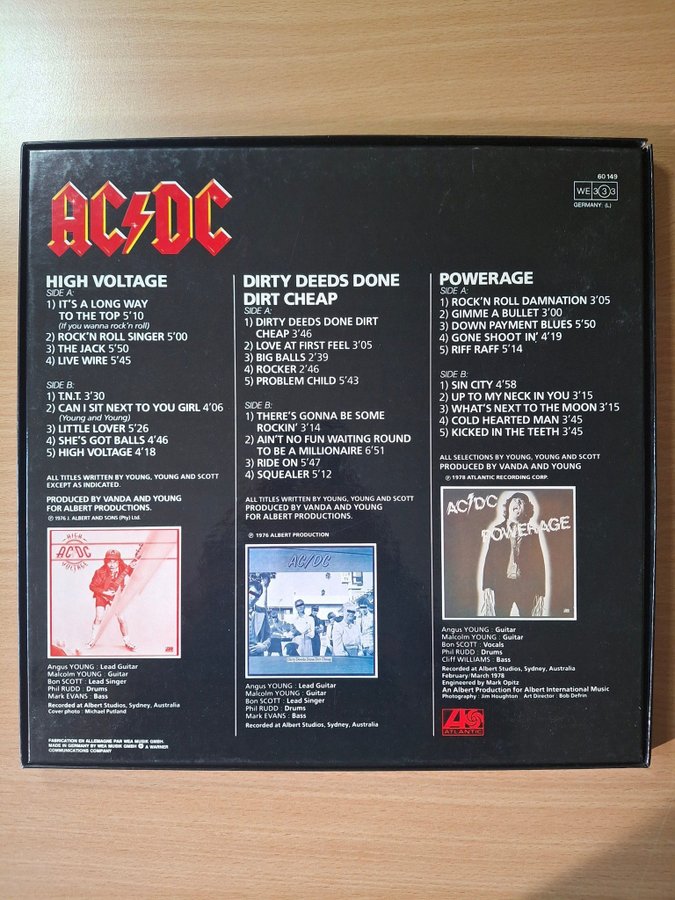 AC⚡DC
60 149
WE 3 3 3
GERMANY: (L)
HIGH VOLTAGE
SIDE A:
1) IT'S A LONG WAY
TO THE TOP 5'10
(If you wanna rock'n roll)
2) ROCK'N ROLL SINGER 5'00
3) THE JACK 5'50
4) LIVE WIRE 5'45
SIDE B:
1) T.N.T. 3'30
2) CAN I SIT NEXT TO YOU GIRL 4'06
(Young and Young)
3) LITTLE LOVER 5'26
4) SHE'S GOT BALLS 4'46
5) HIGH VOLTAGE 4'18
ALL TITLES WRITTEN BY YOUNG, YOUNG AND SCOTT
EXCEPT AS INDICATED.
PRODUCED BY VANDA AND YOUNG
FOR ALBERT PRODUCTIONS.
℗ 1976 J. ALBERT AND SONS (Pty) Ltd.
HIGH
AC/DC
VOLTAGE
Angus YOUNG : Lead Guitar
Malcolm YOUNG : Guitar
Bon SCOTT : Lead Singer
Phil RUDD : Drums
Mark EVANS : Bass
Recorded at Albert Studios, Sydney, Australia
Cover photo : Michael Putland
FABRICATION EN ALLEMAGNE PAR WEA MUSIK GMBH.
MADE IN GERMANY BY WEA MUSIK GMBH A WARNER
COMMUNICATIONS COMPANY
DIRTY DEEDS DONE
DIRT CHEAP
SIDE A:
1) DIRTY DEEDS DONE DIRT
CHEAP 3'46
2) LOVE AT FIRST FEEL 3'05
3) BIG BALLS 2'39
4) ROCKER 2'46
5) PROBLEM CHILD 5'43
SIDE B:
1) THERE'S GONNA BE SOME
ROCKIN' 3'14
2) AIN'T NO FUN WAITING ROUND
TO BE A MILLIONAIRE 6'51
3) RIDE ON 5'47
4) SQUEALER 5'12
ALL TITLES WRITTEN BY YOUNG, YOUNG AND SCOTT
PRODUCED BY VANDA AND YOUNG
FOR ALBERT PRODUCTIONS.
℗ 1976 ALBERT PRODUCTION
AC/DC
Dirty Deeds Done Dirt Cheap
Angus YOUNG : Lead Guitar
Malcolm YOUNG : Guitar
Bon SCOTT : Lead Singer
Phil RUDD : Drums
Mark EVANS : Bass
Recorded at Albert Studios, Sydney, Australia
POWERAGE
SIDE A:
1) ROCK'N ROLL DAMNATION 3'05
2) GIMME A BULLET 3'00
3) DOWN PAYMENT BLUES 5'50
4) GONE SHOOT IN' 4'19
5) RIFF RAFF 5'14
SIDE B:
1) SIN CITY 4'58
2) UP TO MY NECK IN YOU 3'15
3) WHAT'S NEXT TO THE MOON 3'15
4) COLD HEARTED MAN 3'45
5) KICKED IN THE TEETH 3'45
ALL SELECTIONS BY YOUNG, YOUNG AND SCOTT
PRODUCED BY VANDA AND YOUNG
℗ 1978 ATLANTIC RECORDING CORP.
AC⚡DC
POWERAGE
Angus YOUNG : Guitar
Malcolm YOUNG : Guitar
Bon SCOTT : Vocals
Phil RUDD : Drums
Cliff WILLIAMS : Bass
Recorded at Albert Studios, Sydney, Australia
February/March 1978
Engineered by Mark Opitz
An Albert Production for Albert International Music
Photography : Jim Houghton Art Director : Bob Defrin
ATLANTIC